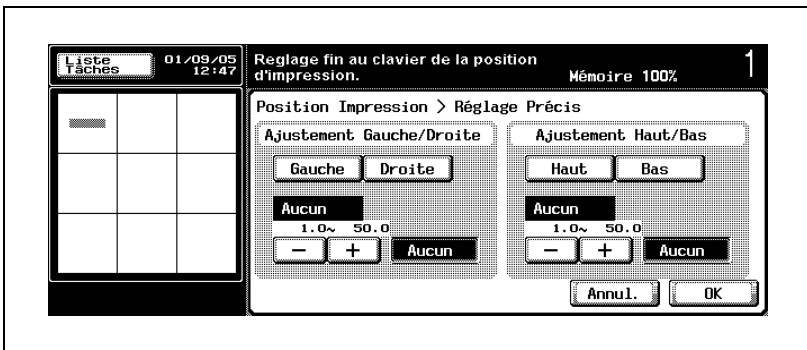 Liste
Tâches
01/09/05
12:47
Reglage fin au clavier de la position
d'impression.
Mémoire 100%
1
Position Impression > Réglage Précis
Ajustement Gauche/Droite
Gauche
Droite
Aucun
1.0~ 50.0
－
＋
Aucun
Ajustement Haut/Bas
Haut
Bas
Aucun
1.0~ 50.0
－
＋
Aucun
Annul.
OK